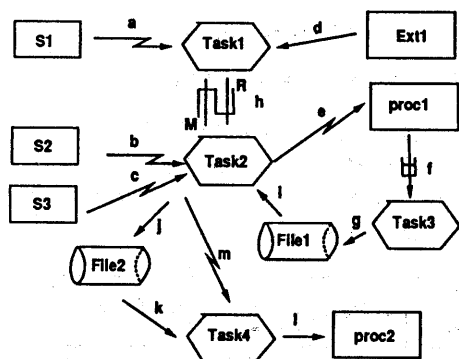 a
S1
Task1
d
Ext1
R
h
M
proc1
S2
b
e
Task2
c
S3
f
i
Task3
j
g
File1
File2
m
k
Task4
l
proc2